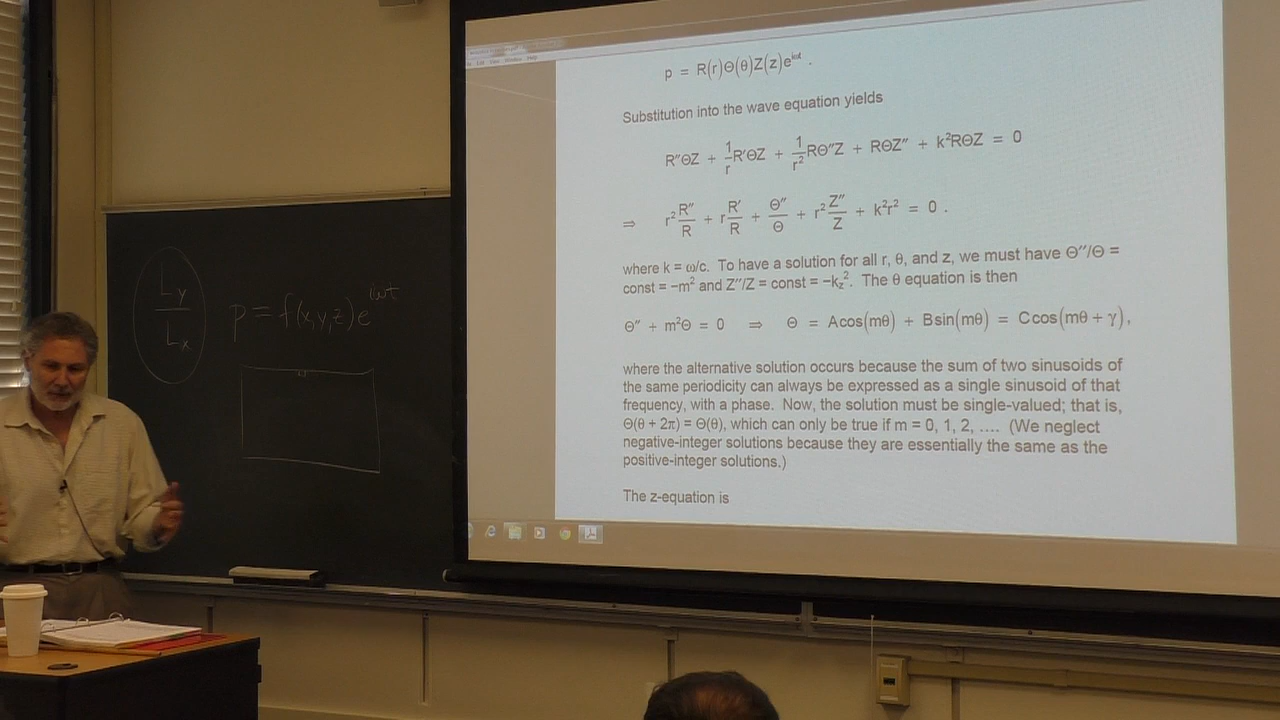 L_y
L_x
p = f(x,y,z)e^{iωt}
Edit View Window Help
p = R(r)Θ(θ)Z(z)e^{iωt} .
Substitution into the wave equation yields
R″ΘZ + 1/r R′ΘZ + 1/r² RΘ″Z + RΘZ″ + k²RΘZ = 0
⇒ r² R″/R + r R′/R + Θ″/Θ + r² Z″/Z + k²r² = 0 .
where k = ω/c. To have a solution for all r, θ, and z, we must have Θ″/Θ =
const = −m² and Z″/Z = const = −k_z². The θ equation is then
Θ″ + m²Θ = 0 ⇒ Θ = Acos(mθ) + Bsin(mθ) = Ccos(mθ + γ),
where the alternative solution occurs because the sum of two sinusoids of
the same periodicity can always be expressed as a single sinusoid of that
frequency, with a phase. Now, the solution must be single-valued; that is,
Θ(θ + 2π) = Θ(θ), which can only be true if m = 0, 1, 2, .... (We neglect
negative-integer solutions because they are essentially the same as the
positive-integer solutions.)
The z-equation is